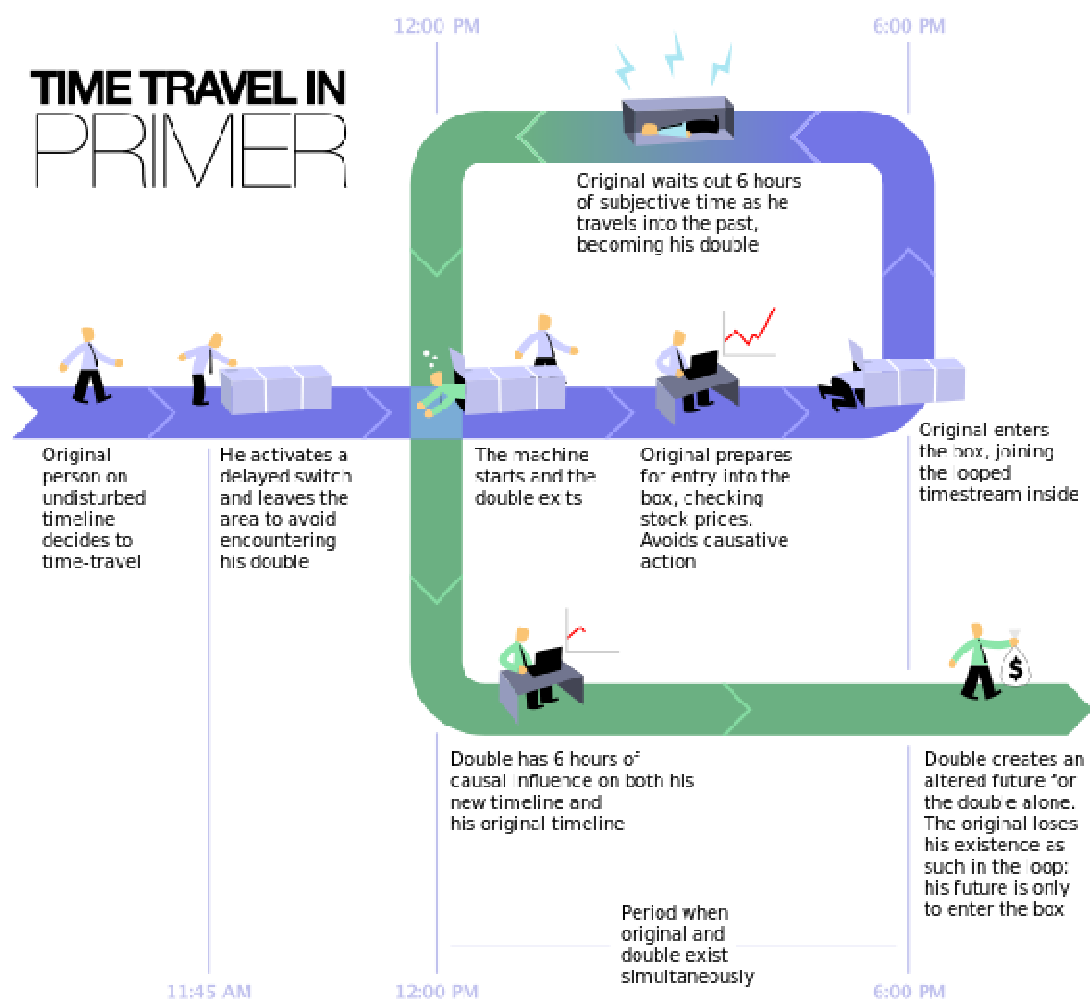 12:00 PM
6:00 PM
TIME TRAVEL IN
PRIMER
Original waits out 6 hours
of subjective time as he
travels into the past,
becoming his double
Original
person on
undisturbed
timeline
decides to
time-travel
He activates a
delayed switch
and leaves the
area to avoid
encountering
his double
The machine
starts and the
double exits
Original prepares
for entry into the
box, checking
stock prices.
Avoids causative
action
Original enters
the box, joining
the looped
timestream inside
$
Double has 6 hours of
causal influence on both his
new timeline and
his original timeline
Double creates an
altered future for
the double alone.
The original loses
his existence as
such in the loop;
his future is only
to enter the box
Period when
original and
double exist
simultaneously
11:45 AM
12:00 PM
6:00 PM